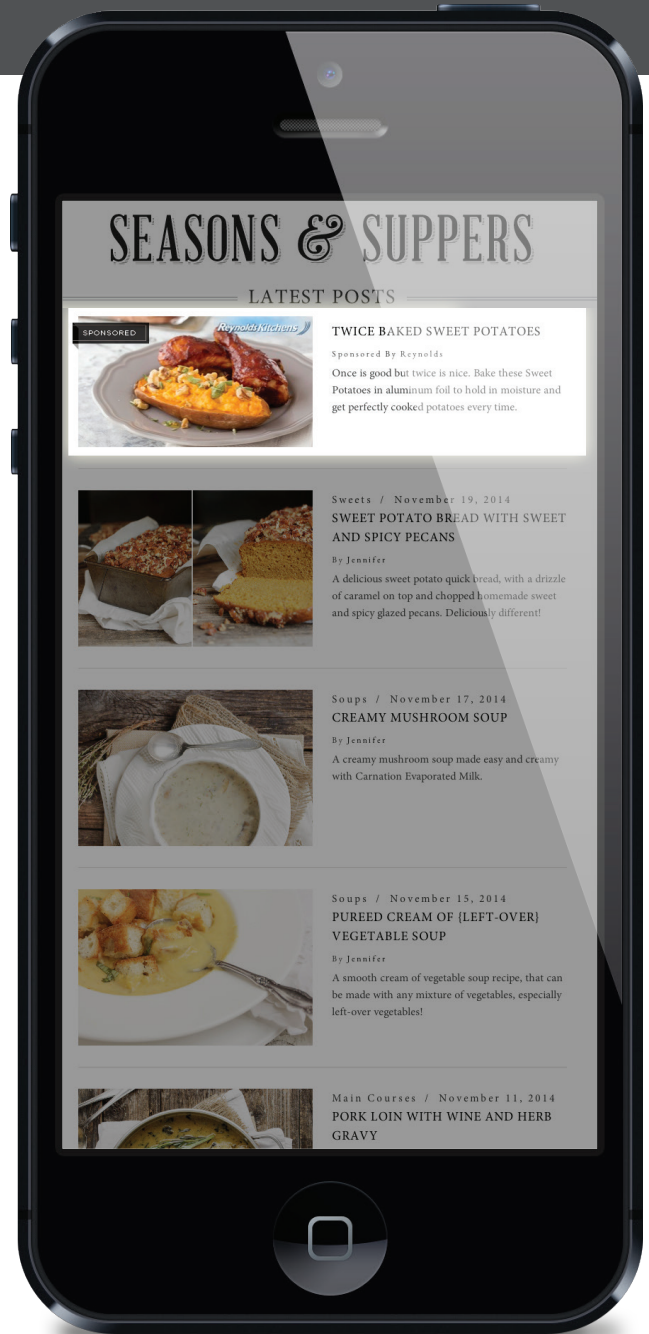 SEASONS & SUPPERS
LATEST POSTS
SPONSORED
ReynoldsKitchens
TWICE BAKED SWEET POTATOES
Sponsored By Reynolds
Once is good but twice is nice. Bake these Sweet
Potatoes in aluminum foil to hold in moisture and
get perfectly cooked potatoes every time.
Sweets / November 19, 2014
SWEET POTATO BREAD WITH SWEET
AND SPICY PECANS
By Jennifer
A delicious sweet potato quick bread, with a drizzle
of caramel on top and chopped homemade sweet
and spicy glazed pecans. Deliciously different!
Soups / November 17, 2014
CREAMY MUSHROOM SOUP
By Jennifer
A creamy mushroom soup made easy and creamy
with Carnation Evaporated Milk.
Soups / November 15, 2014
PUREED CREAM OF {LEFT-OVER}
VEGETABLE SOUP
By Jennifer
A smooth cream of vegetable soup recipe, that can
be made with any mixture of vegetables, especially
left-over vegetables!
Main Courses / November 11, 2014
PORK LOIN WITH WINE AND HERB
GRAVY